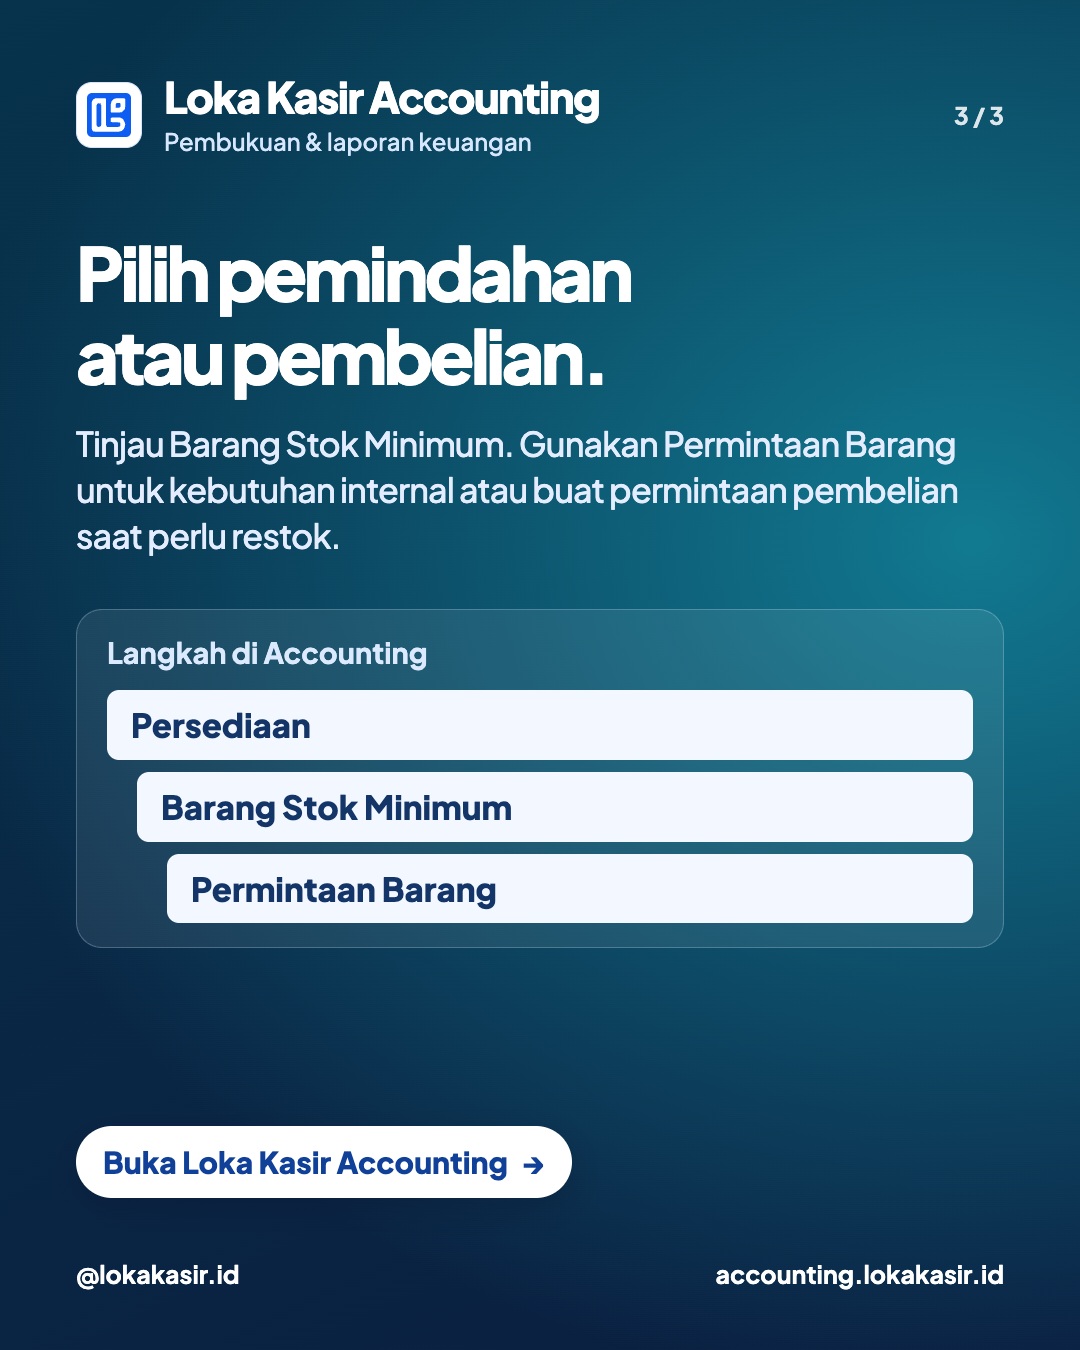 Loka Kasir Accounting
Pembukuan & laporan keuangan
3 / 3
Pilih pemindahan
atau pembelian.
Tinjau Barang Stok Minimum. Gunakan Permintaan Barang
untuk kebutuhan internal atau buat permintaan pembelian
saat perlu restok.
Langkah di Accounting
Persediaan
Barang Stok Minimum
Permintaan Barang
Buka Loka Kasir Accounting →
@lokakasir.id
accounting.lokakasir.id